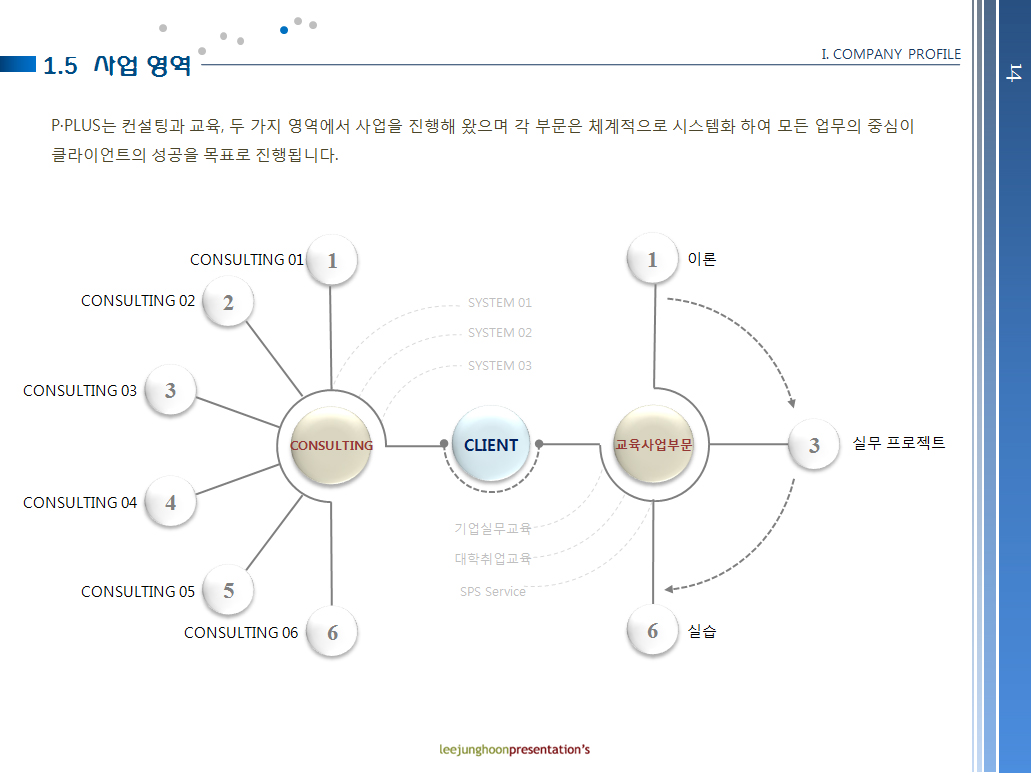 I. COMPANY PROFILE
14
1.5 사업 영역
P·PLUS는 컨설팅과 교육, 두 가지 영역에서 사업을 진행해 왔으며 각 부문은 체계적으로 시스템화 하여 모든 업무의 중심이
클라이언트의 성공을 목표로 진행됩니다.
CONSULTING 01
1
CONSULTING 02
2
CONSULTING 03
3
CONSULTING 04
4
CONSULTING 05
5
CONSULTING 06
6
CONSULTING
SYSTEM 01
SYSTEM 02
SYSTEM 03
CLIENT
교육사업부문
기업실무교육
대학취업교육
SPS Service
1
이론
3
실무 프로젝트
6
실습
leejunghoonpresentation's